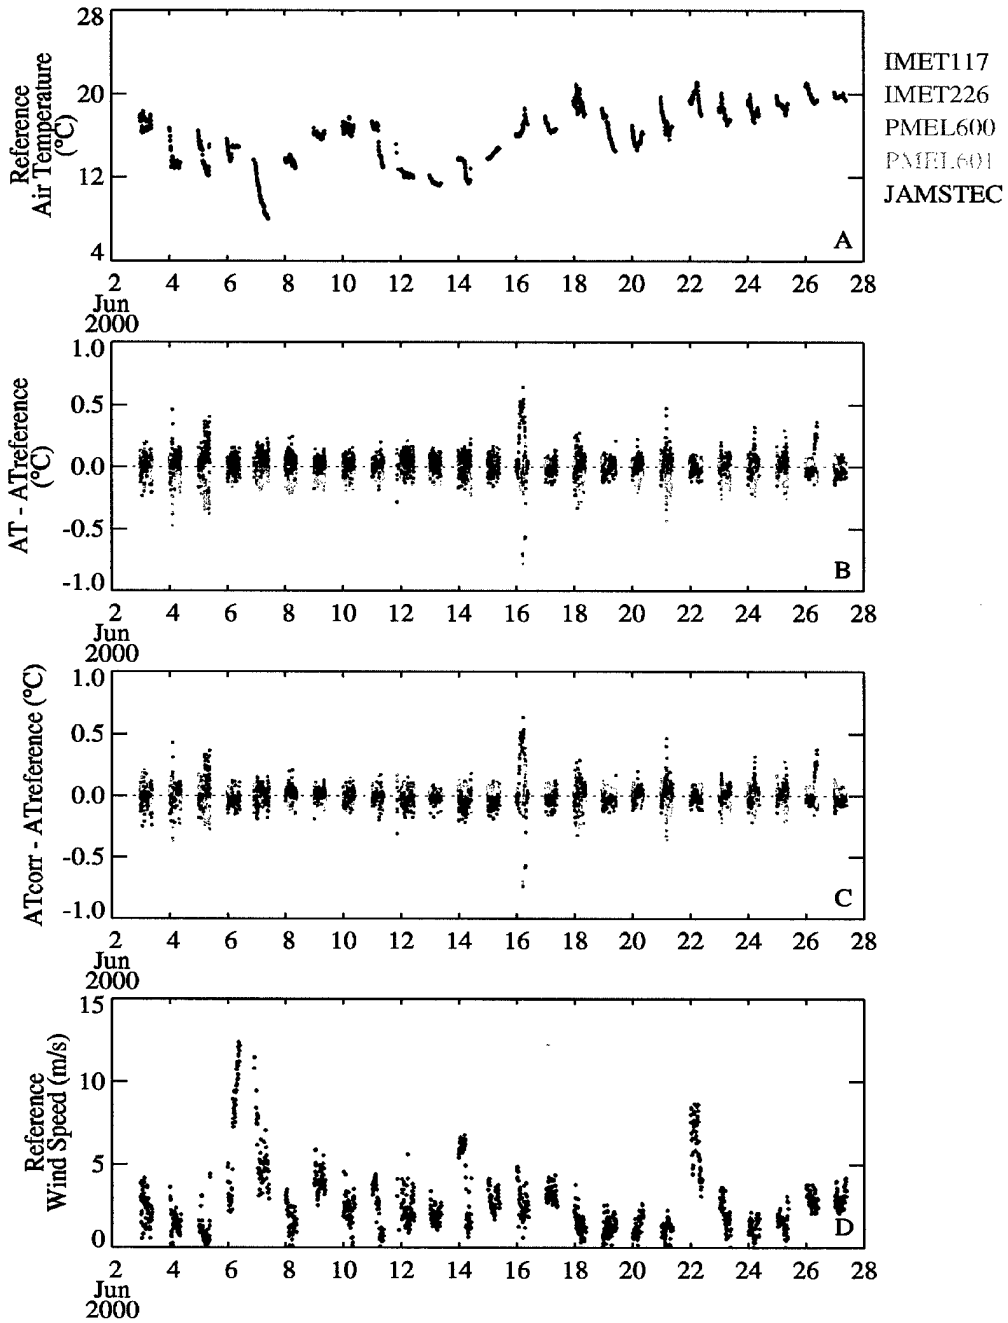 28
20
12
4
Reference
Air Temperature
(°C)
A
2 4 6 8 10 12 14 16 18 20 22 24 26 28
Jun
2000
IMET117
IMET226
PMEL600
PMEL601
JAMSTEC
1.0
0.5
0.0
-0.5
-1.0
AT - ATreference
(°C)
B
2 4 6 8 10 12 14 16 18 20 22 24 26 28
Jun
2000
1.0
0.5
0.0
-0.5
-1.0
ATcorr - ATreference (°C)
C
2 4 6 8 10 12 14 16 18 20 22 24 26 28
Jun
2000
15
10
5
0
Reference
Wind Speed (m/s)
D
2 4 6 8 10 12 14 16 18 20 22 24 26 28
Jun
2000